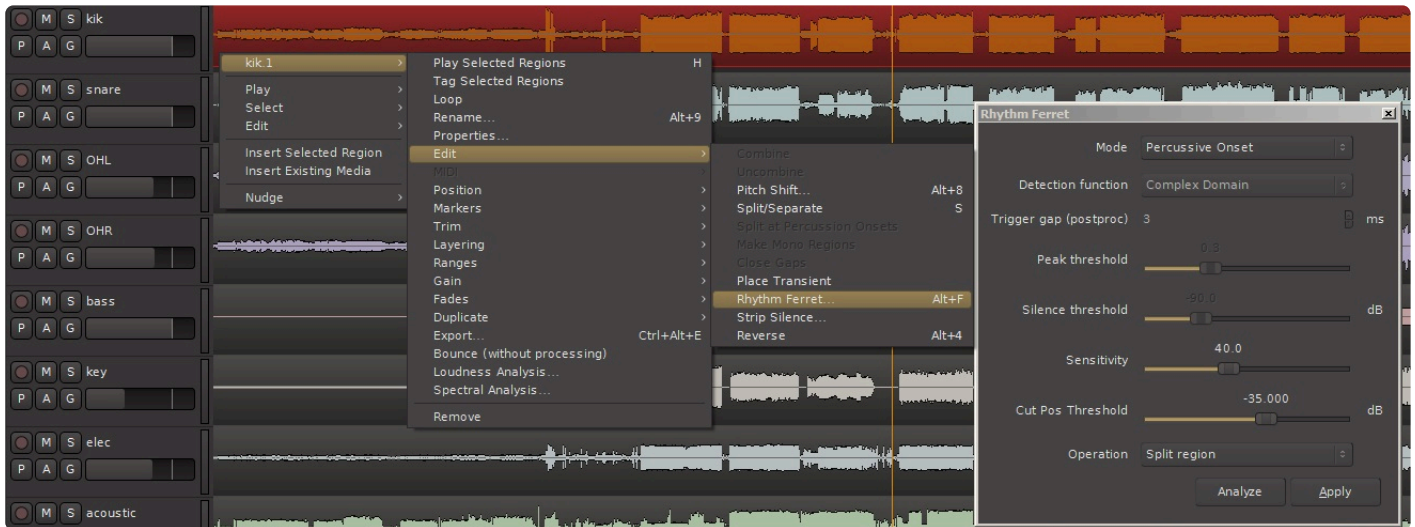 M S kik
P A G
M S snare
P A G
M S OHL
P A G
M S OHR
P A G
M S bass
P A G
M S key
P A G
M S elec
P A G
M S acoustic
kik.1
Play
Select
Edit
Insert Selected Region
Insert Existing Media
Nudge
Play Selected Regions H
Tag Selected Regions
Loop
Rename... Alt+9
Properties...
Edit
MIDI
Position
Markers
Trim
Layering
Ranges
Gain
Fades
Duplicate
Export... Ctrl+Alt+E
Bounce (without processing)
Loudness Analysis...
Spectral Analysis...
Remove
Combine
Uncombine
Pitch Shift... Alt+8
Split/Separate S
Split at Percussion Onsets
Make Mono Regions
Close Gaps
Place Transient
Rhythm Ferret... Alt+F
Strip Silence...
Reverse Alt+4
Rhythm Ferret
Mode Percussive Onset
Detection function Complex Domain
Trigger gap (postproc) 3 ms
0.3
Peak threshold
-90.0
Silence threshold dB
40.0
Sensitivity
-35.000
Cut Pos Threshold dB
Operation Split region
Analyze Apply